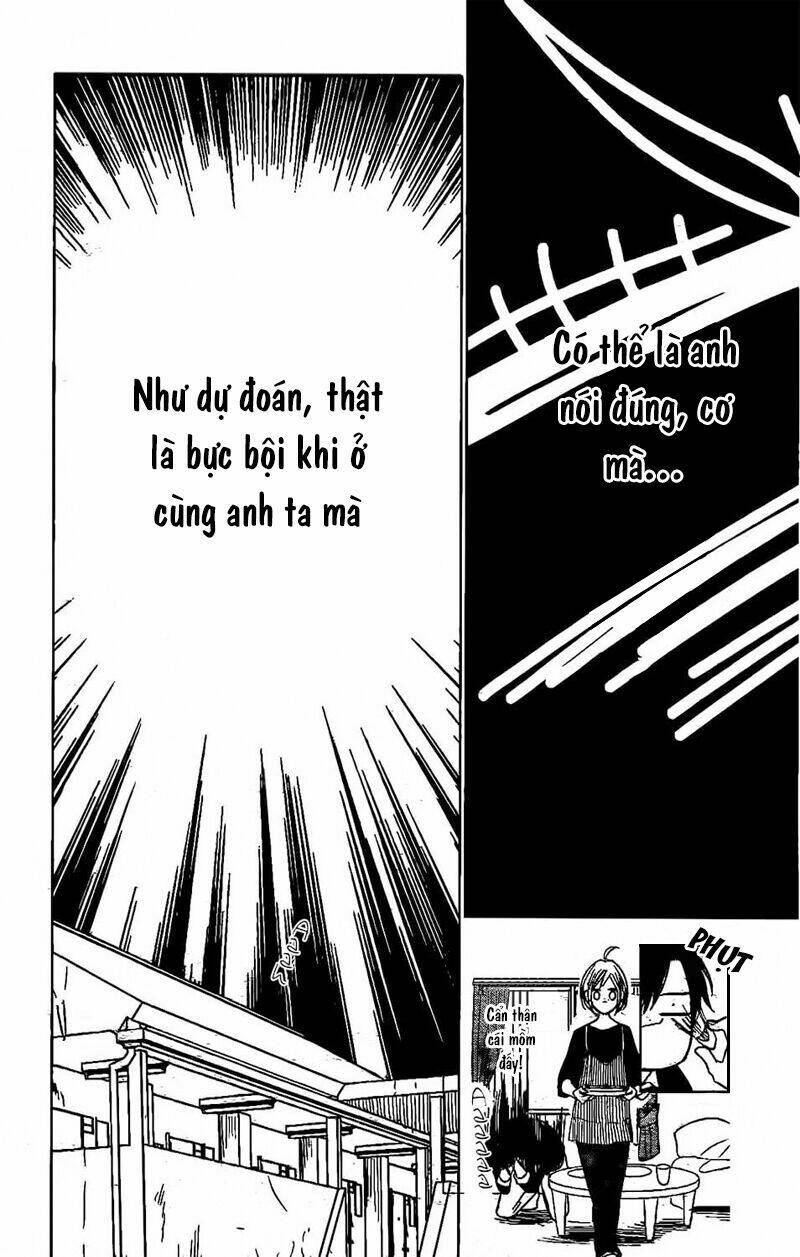 Có thể là anh
nói đúng, cơ
mà...
PHỤT
Cẩn thận
cái mồm
đấy!
Như dự đoán, thật
là bực bội khi ở
cùng anh ta mà